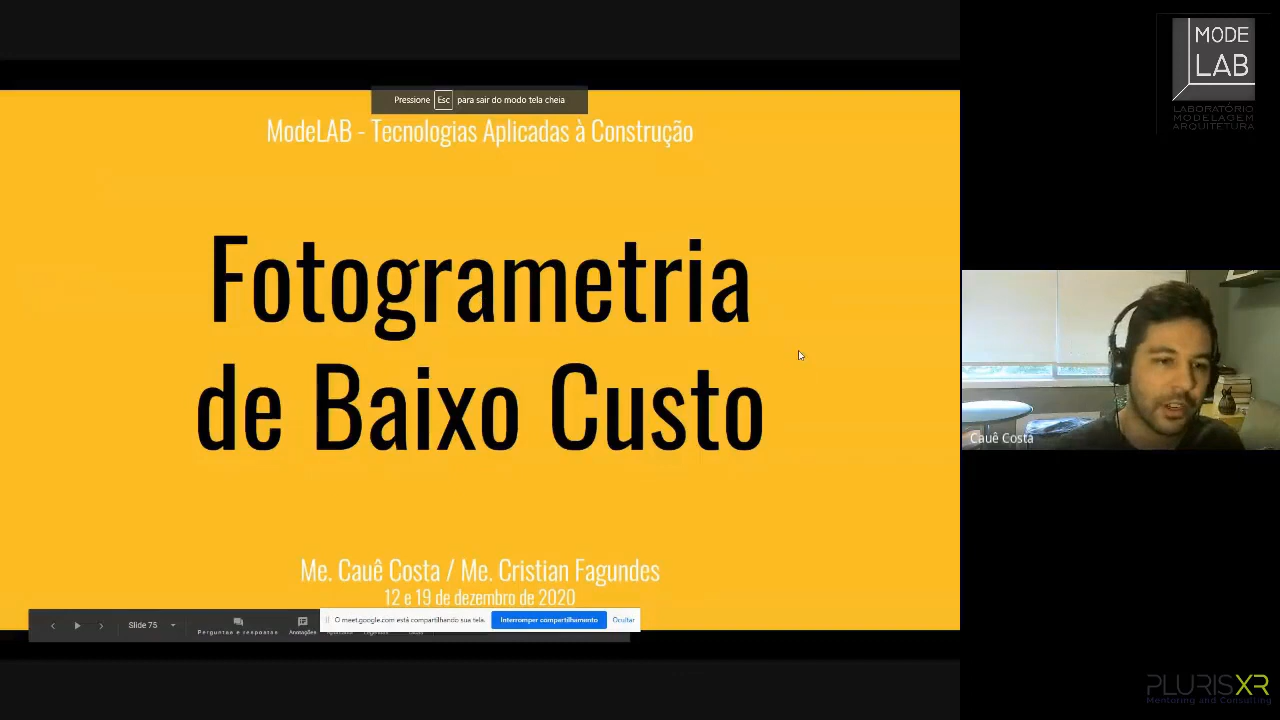 MODE
LAB
LABORATÓRIO
MODELAGEM
ARQUITETURA
Pressione Esc para sair do modo tela cheia
ModeLAB - Tecnologias Aplicadas à Construção
Fotogrametria
de Baixo Custo
Cauê Costa
Me. Cauê Costa / Me. Cristian Fagundes
12 e 19 de dezembro de 2020
Slide 75
Perguntas e respostas
Anotações
O meet.google.com está compartilhando sua tela.
Interromper compartilhamento
Ocultar
PLURISXR
Mentoring and Consulting